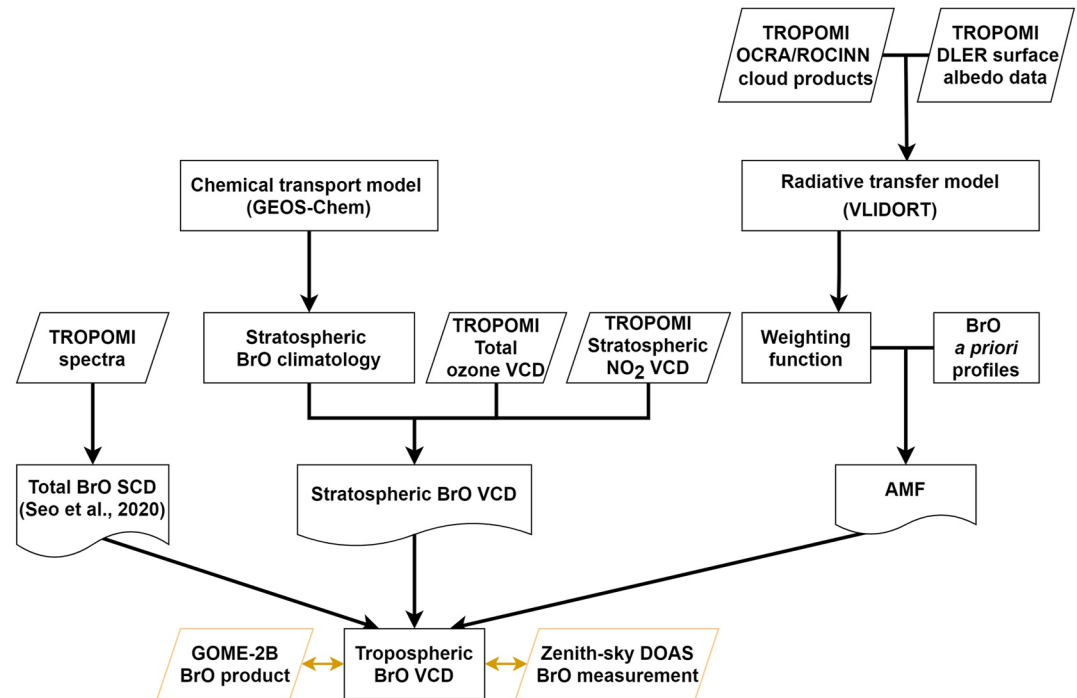 TROPOMI
OCRA/ROCINN
cloud products
TROPOMI
DLER surface
albedo data
Chemical transport model
(GEOS-Chem)
Radiative transfer model
(VLIDORT)
TROPOMI
spectra
Stratospheric
BrO climatology
TROPOMI
Total
ozone VCD
TROPOMI
Stratospheric
NO₂ VCD
Weighting
function
BrO
a priori
profiles
Total BrO SCD
(Seo et al., 2020)
Stratospheric BrO VCD
AMF
GOME-2B
BrO product
Tropospheric
BrO VCD
Zenith-sky DOAS
BrO measurement